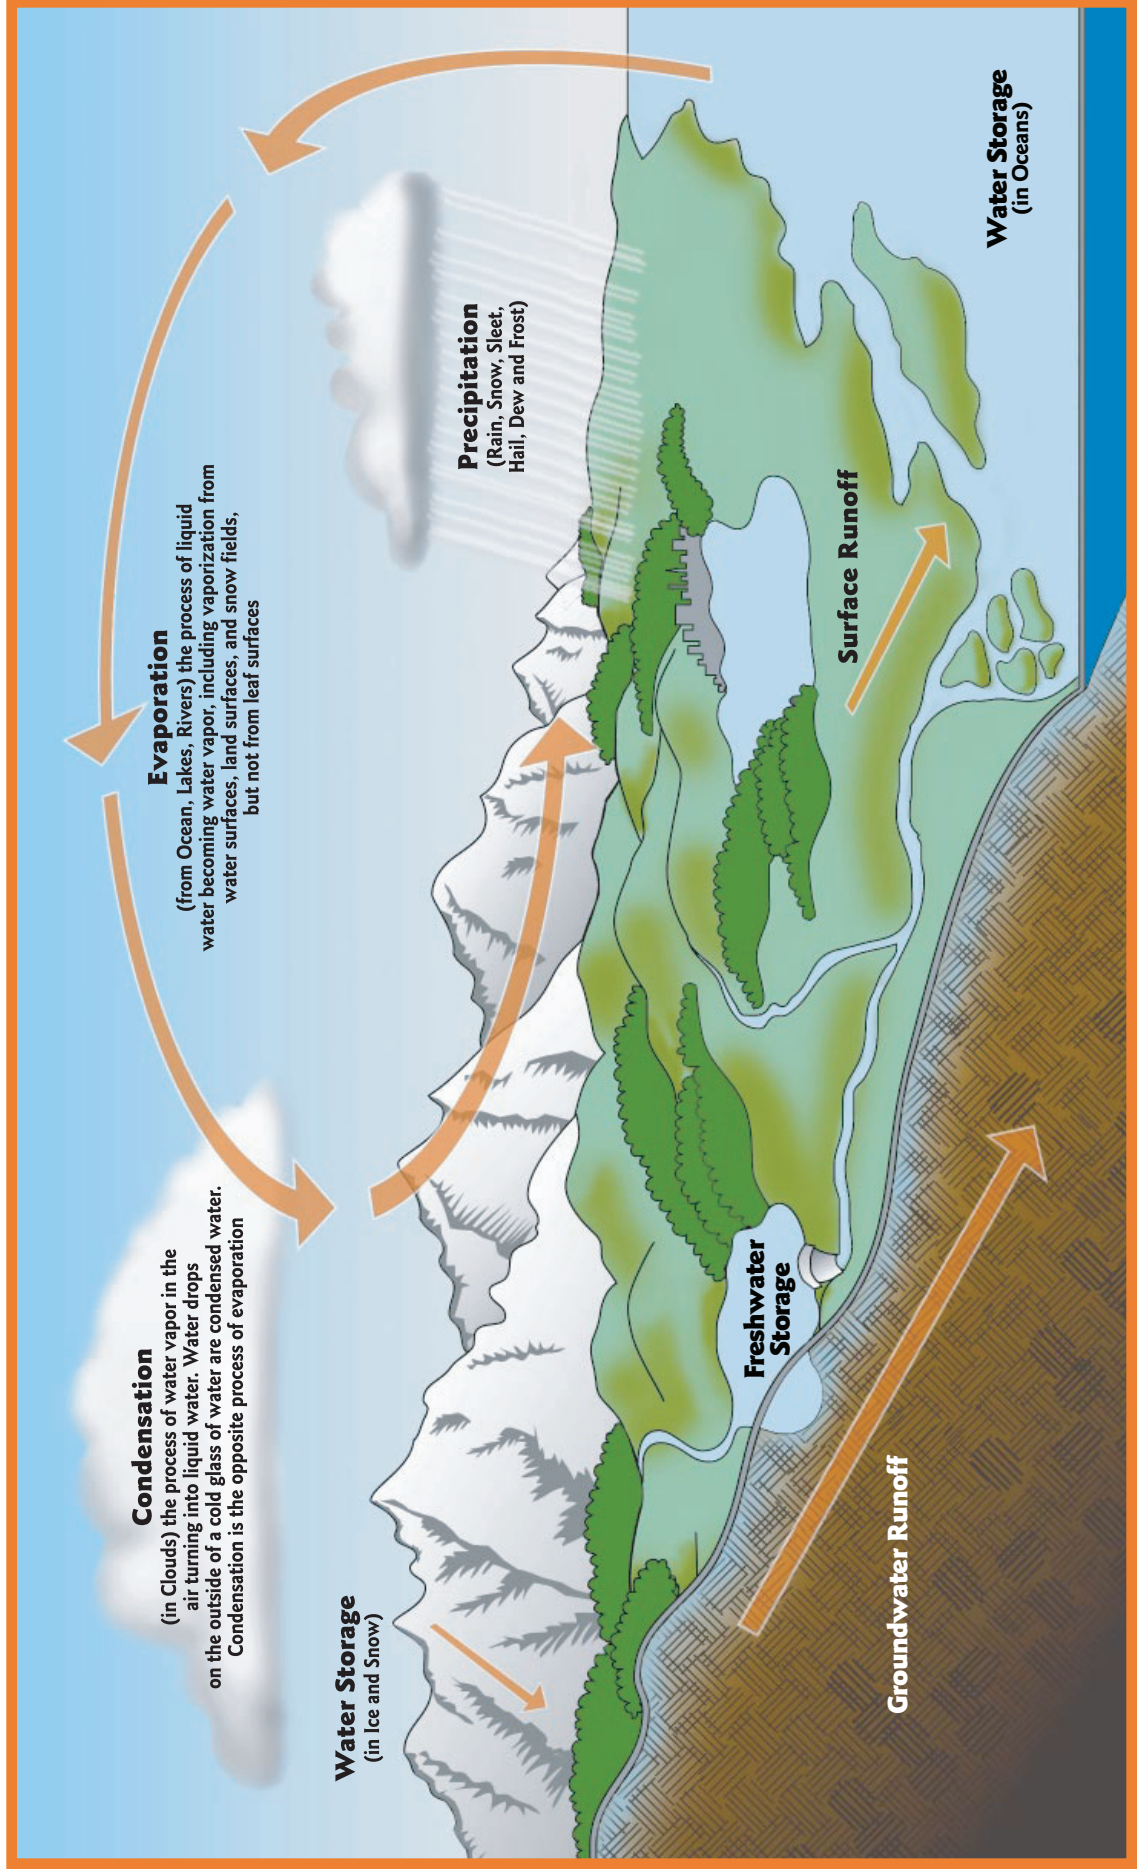 Condensation
(in Clouds) the process of water vapor in the
air turning into liquid water. Water drops
on the outside of a cold glass of water are condensed water.
Condensation is the opposite process of evaporation
Evaporation
(from Ocean, Lakes, Rivers) the process of liquid
water becoming water vapor, including vaporization from
water surfaces, land surfaces, and snow fields,
but not from leaf surfaces
Water Storage
(in Ice and Snow)
Precipitation
(Rain, Snow, Sleet,
Hail, Dew and Frost)
Freshwater
Storage
Surface Runoff
Groundwater Runoff
Water Storage
(in Oceans)